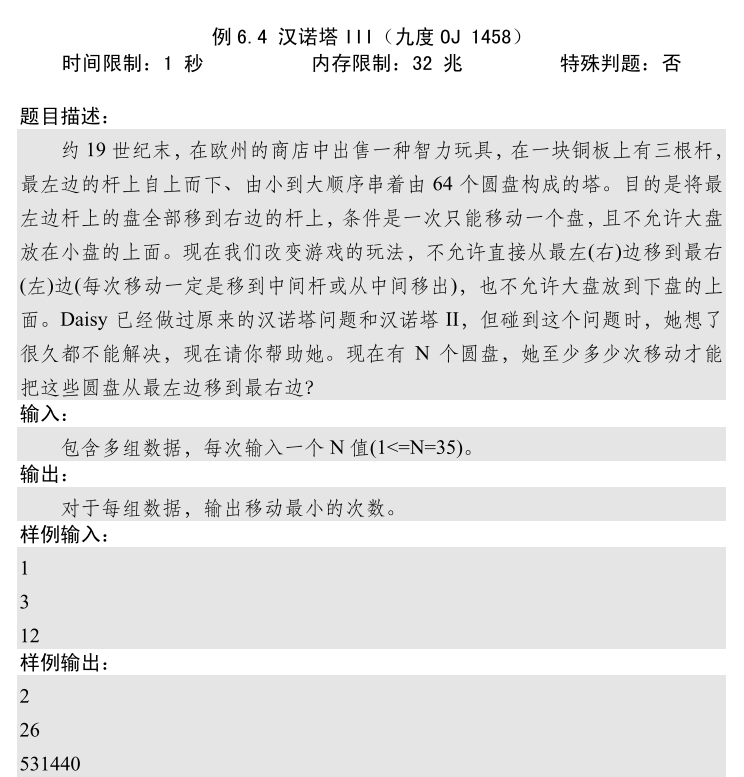 例 6.4 汉诺塔 III（九度 OJ 1458）
时间限制：1 秒 内存限制：32 兆 特殊判题：否
题目描述：
约 19 世纪末，在欧州的商店中出售一种智力玩具，在一块铜板上有三根杆，
最左边的杆上自上而下、由小到大顺序串着由 64 个圆盘构成的塔。目的是将最
左边杆上的盘全部移到右边的杆上，条件是一次只能移动一个盘，且不允许大盘
放在小盘的上面。现在我们改变游戏的玩法，不允许直接从最左(右)边移到最右
(左)边(每次移动一定是移到中间杆或从中间移出)，也不允许大盘放到下盘的上
面。Daisy 已经做过原来的汉诺塔问题和汉诺塔 II，但碰到这个问题时，她想了
很久都不能解决，现在请你帮助她。现在有 N 个圆盘，她至少多少次移动才能
把这些圆盘从最左边移到最右边?
输入：
包含多组数据，每次输入一个 N 值(1<=N=35)。
输出：
对于每组数据，输出移动最小的次数。
样例输入：
1
3
12
样例输出：
2
26
531440